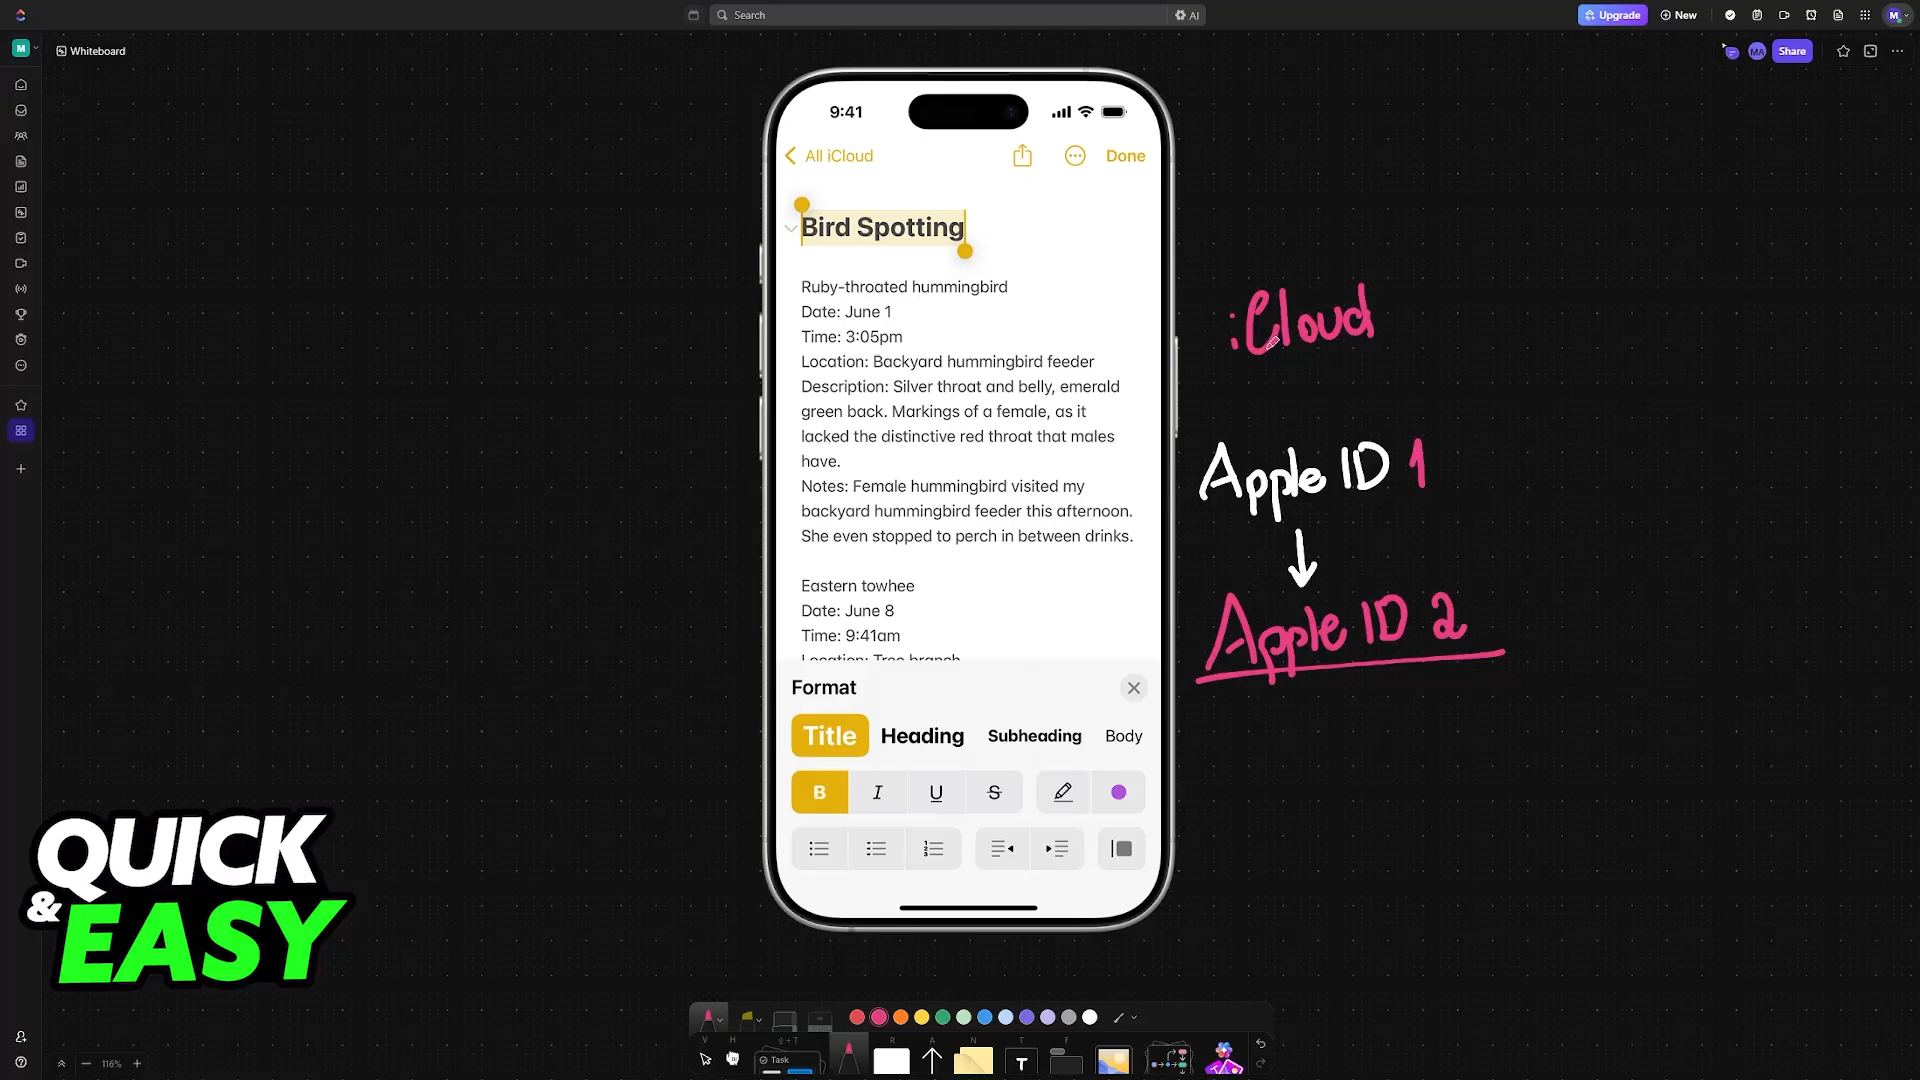 Search
AI
Upgrade
New
M
M
Whiteboard
MA
Share
9:41
All iCloud
Done
Bird Spotting
Ruby-throated hummingbird
Date: June 1
Time: 3:05pm
Location: Backyard hummingbird feeder
Description: Silver throat and belly, emerald
green back. Markings of a female, as it
lacked the distinctive red throat that males
have.
Notes: Female hummingbird visited my
backyard hummingbird feeder this afternoon.
She even stopped to perch in between drinks.
Eastern towhee
Date: June 8
Time: 9:41am
Location: Tree branch
Format
Title Heading Subheading Body
B I U S
iCloud
Apple ID 1
Apple ID 2
QUICK
& EASY
V H ⇧+T R A N T F
Task
T
116%